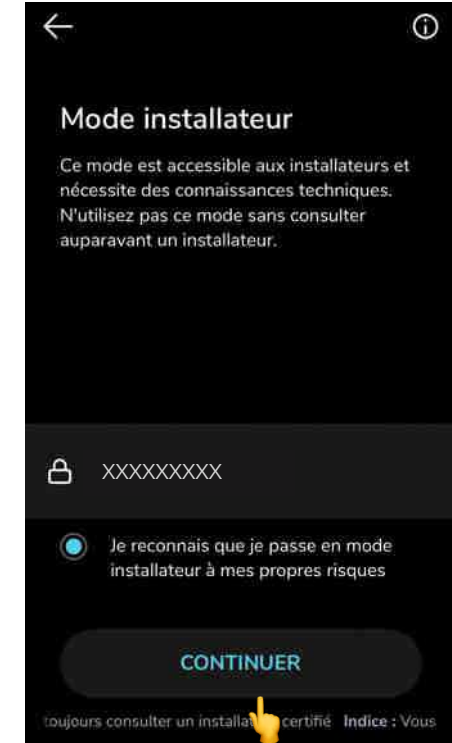 Mode installateur
Ce mode est accessible aux installateurs et
nécessite des connaissances techniques.
N'utilisez pas ce mode sans consulter
auparavant un installateur.
XXXXXXXXX
Je reconnais que je passe en mode
installateur à mes propres risques
CONTINUER
toujours consulter un certifié Indice : Vous